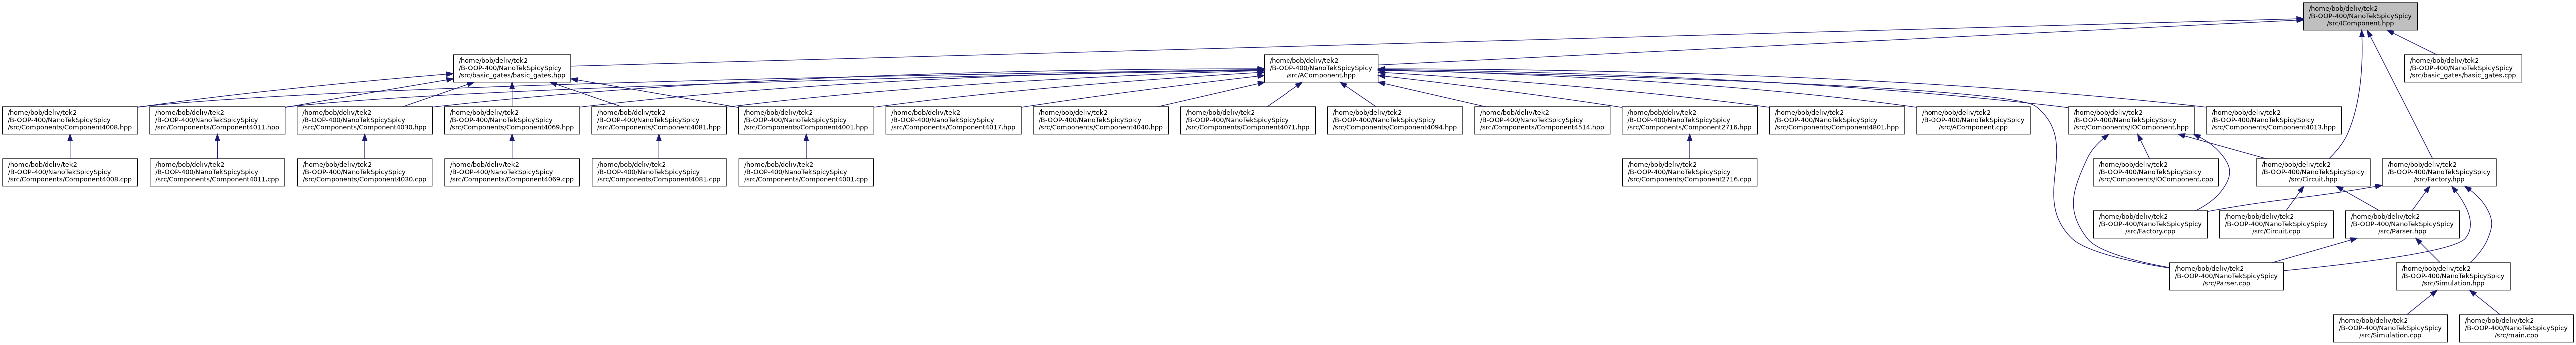 /home/bob/deliv/tek2
/B-OOP-400/NanoTekSpicySpicy
/src/IComponent.hpp
/home/bob/deliv/tek2
/B-OOP-400/NanoTekSpicySpicy
/src/basic_gates/basic_gates.hpp
/home/bob/deliv/tek2
/B-OOP-400/NanoTekSpicySpicy
/src/AComponent.hpp
/home/bob/deliv/tek2
/B-OOP-400/NanoTekSpicySpicy
/src/basic_gates/basic_gates.cpp
/home/bob/deliv/tek2
/B-OOP-400/NanoTekSpicySpicy
/src/Components/Component4008.hpp
/home/bob/deliv/tek2
/B-OOP-400/NanoTekSpicySpicy
/src/Components/Component4011.hpp
/home/bob/deliv/tek2
/B-OOP-400/NanoTekSpicySpicy
/src/Components/Component4030.hpp
/home/bob/deliv/tek2
/B-OOP-400/NanoTekSpicySpicy
/src/Components/Component4069.hpp
/home/bob/deliv/tek2
/B-OOP-400/NanoTekSpicySpicy
/src/Components/Component4081.hpp
/home/bob/deliv/tek2
/B-OOP-400/NanoTekSpicySpicy
/src/Components/Component4001.hpp
/home/bob/deliv/tek2
/B-OOP-400/NanoTekSpicySpicy
/src/Components/Component4017.hpp
/home/bob/deliv/tek2
/B-OOP-400/NanoTekSpicySpicy
/src/Components/Component4040.hpp
/home/bob/deliv/tek2
/B-OOP-400/NanoTekSpicySpicy
/src/Components/Component4071.hpp
/home/bob/deliv/tek2
/B-OOP-400/NanoTekSpicySpicy
/src/Components/Component4094.hpp
/home/bob/deliv/tek2
/B-OOP-400/NanoTekSpicySpicy
/src/Components/Component4514.hpp
/home/bob/deliv/tek2
/B-OOP-400/NanoTekSpicySpicy
/src/Components/Component2716.hpp
/home/bob/deliv/tek2
/B-OOP-400/NanoTekSpicySpicy
/src/Components/Component4801.hpp
/home/bob/deliv/tek2
/B-OOP-400/NanoTekSpicySpicy
/src/AComponent.cpp
/home/bob/deliv/tek2
/B-OOP-400/NanoTekSpicySpicy
/src/Components/IOComponent.hpp
/home/bob/deliv/tek2
/B-OOP-400/NanoTekSpicySpicy
/src/Components/Component4013.hpp
/home/bob/deliv/tek2
/B-OOP-400/NanoTekSpicySpicy
/src/Components/Component4008.cpp
/home/bob/deliv/tek2
/B-OOP-400/NanoTekSpicySpicy
/src/Components/Component4011.cpp
/home/bob/deliv/tek2
/B-OOP-400/NanoTekSpicySpicy
/src/Components/Component4030.cpp
/home/bob/deliv/tek2
/B-OOP-400/NanoTekSpicySpicy
/src/Components/Component4069.cpp
/home/bob/deliv/tek2
/B-OOP-400/NanoTekSpicySpicy
/src/Components/Component4081.cpp
/home/bob/deliv/tek2
/B-OOP-400/NanoTekSpicySpicy
/src/Components/Component4001.cpp
/home/bob/deliv/tek2
/B-OOP-400/NanoTekSpicySpicy
/src/Components/Component2716.cpp
/home/bob/deliv/tek2
/B-OOP-400/NanoTekSpicySpicy
/src/Components/IOComponent.cpp
/home/bob/deliv/tek2
/B-OOP-400/NanoTekSpicySpicy
/src/Circuit.hpp
/home/bob/deliv/tek2
/B-OOP-400/NanoTekSpicySpicy
/src/Factory.hpp
/home/bob/deliv/tek2
/B-OOP-400/NanoTekSpicySpicy
/src/Factory.cpp
/home/bob/deliv/tek2
/B-OOP-400/NanoTekSpicySpicy
/src/Circuit.cpp
/home/bob/deliv/tek2
/B-OOP-400/NanoTekSpicySpicy
/src/Parser.hpp
/home/bob/deliv/tek2
/B-OOP-400/NanoTekSpicySpicy
/src/Parser.cpp
/home/bob/deliv/tek2
/B-OOP-400/NanoTekSpicySpicy
/src/Simulation.hpp
/home/bob/deliv/tek2
/B-OOP-400/NanoTekSpicySpicy
/src/Simulation.cpp
/home/bob/deliv/tek2
/B-OOP-400/NanoTekSpicySpicy
/src/main.cpp